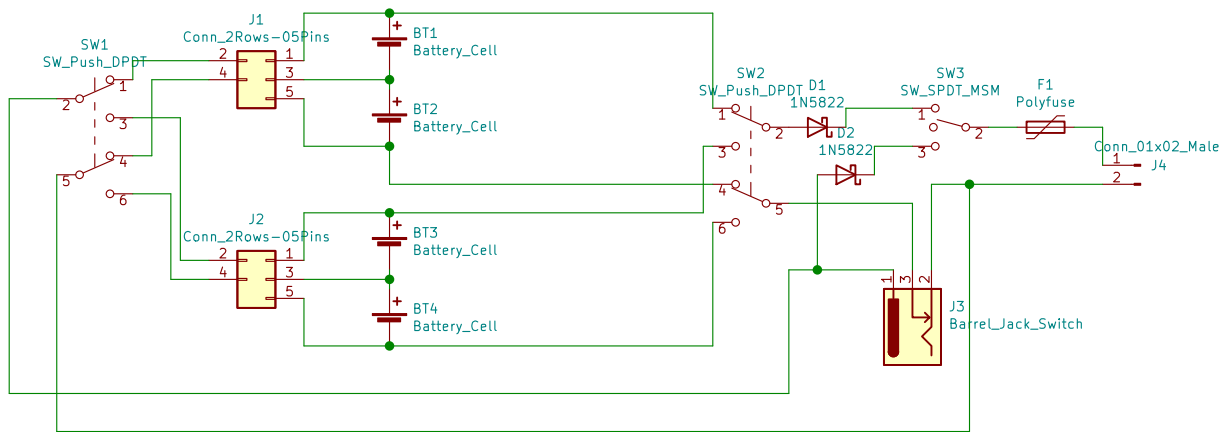 SW1
SW_Push_DPDT
2
1
3
4
5
6
J1
Conn_2Rows-05Pins
2
4
1
3
5
BT1
Battery_Cell
BT2
Battery_Cell
J2
Conn_2Rows-05Pins
2
4
1
3
5
BT3
Battery_Cell
BT4
Battery_Cell
SW2
SW_Push_DPDT
1
2
3
4
5
6
D1
1N5822
D2
1N5822
SW3
SW_SPDT_MSM
1
2
3
F1
Polyfuse
Conn_01x02_Male
J4
1
2
1
3
2
J3
Barrel_Jack_Switch